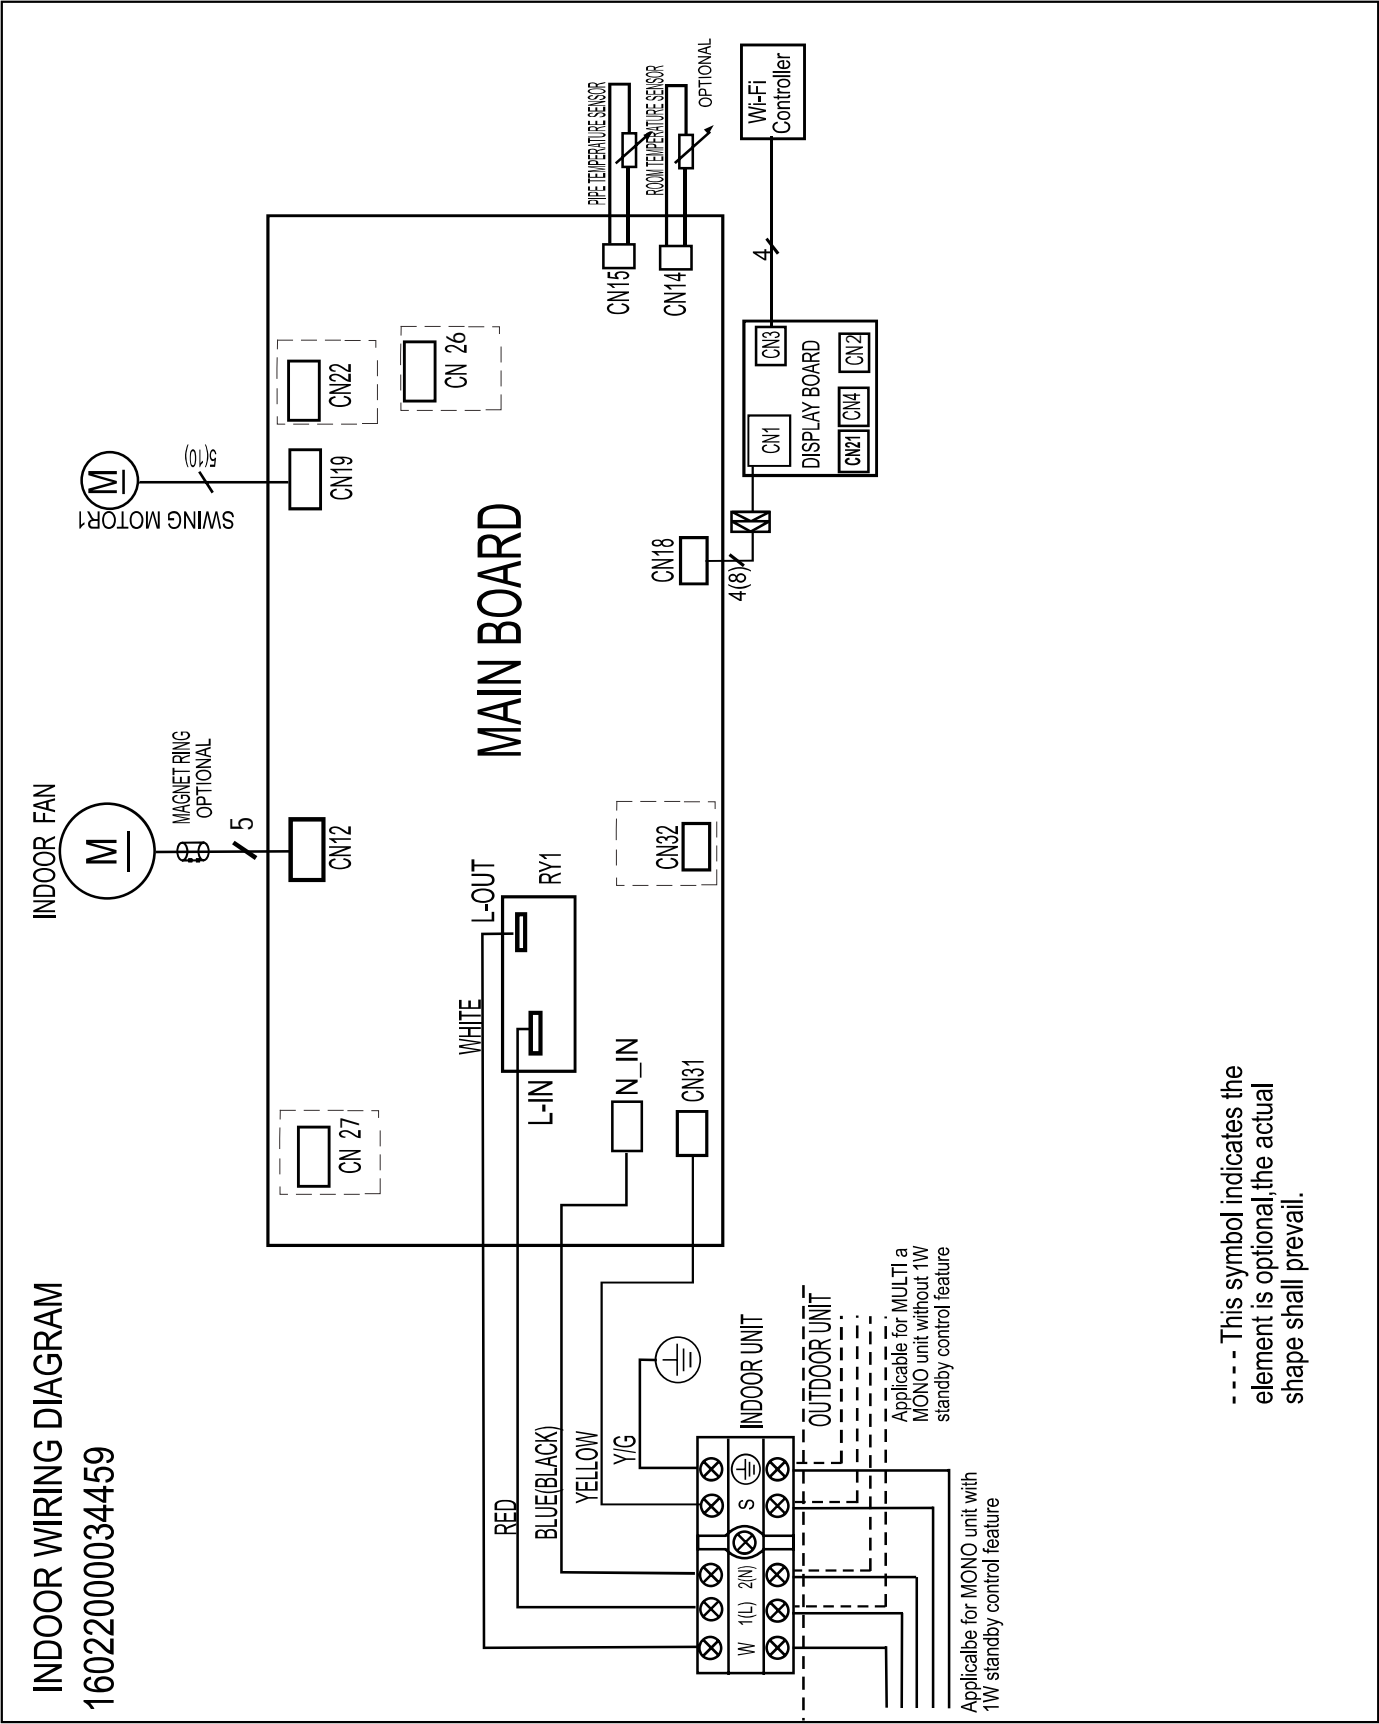 INDOOR WIRING DIAGRAM
16022000034459
INDOOR FAN
M
MAGNET RING
OPTIONAL
5
CN12
SWING MOTOR1
M
5(10)
CN19
CN22
CN 26
CN 27
MAIN BOARD
PIPE TEMPERATURE SENSOR
CN15
ROOM TEMPERATURE SENSOR
OPTIONAL
CN14
Wi-Fi
Controller
4
CN3
CN1
DISPLAY BOARD
CN2
CN4
CN21
CN18
4(8)
CN32
WHITE
L-OUT
RY1
L-IN
N_IN
CN31
RED
BLUE(BLACK)
YELLOW
Y/G
INDOOR UNIT
W
1(L)
2(N)
S
OUTDOOR UNIT
Applicable for MULTI a
MONO unit without 1W
standby control feature
Applicalbe for MONO unit with
1W standby control feature
- - - - This symbol indicates the
element is optional,the actual
shape shall prevail.